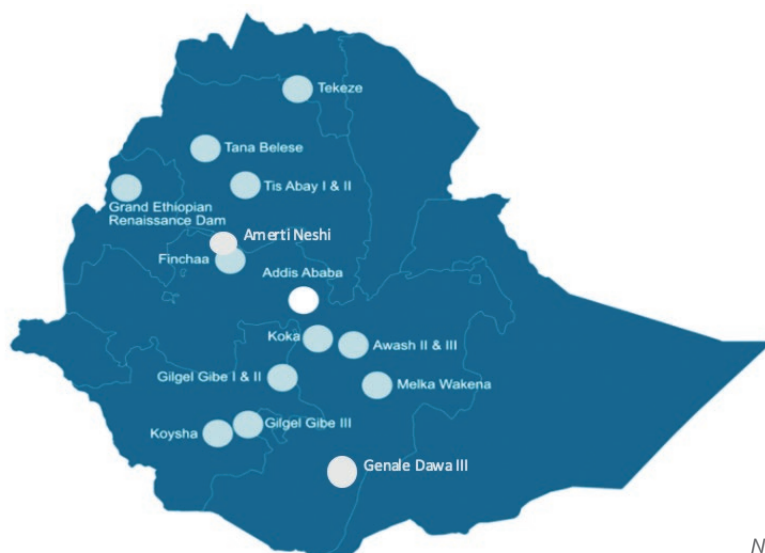 Tekeze
Tana Belese
Tis Abay I & II
Grand Ethiopian
Renaissance Dam
Amerti Neshi
Finchaa
Addis Ababa
Koka
Awash II & III
Gilgel Gibe I & II
Melka Wakena
Gilgel Gibe III
Koysha
Genale Dawa III
N